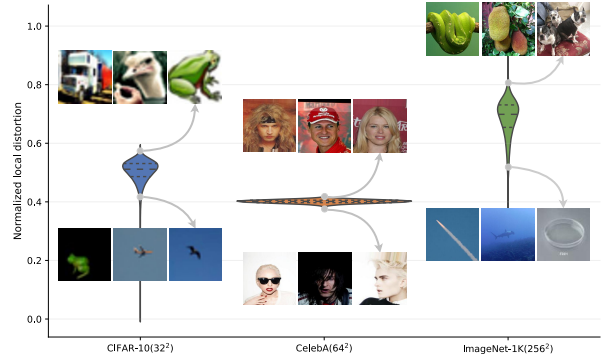 Normalized local distortion
1.0
0.8
0.6
0.4
0.2
0.0
CIFAR-10(32²)
CelebA(64²)
ImageNet-1K(256²)